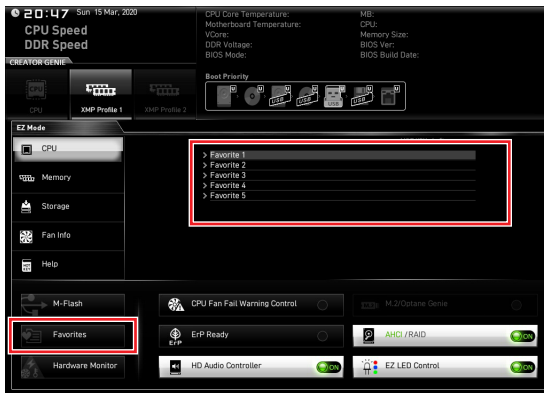 20:47 Sun 15 Mar, 2020
CPU Speed
DDR Speed
CPU Core Temperature:
Motherboard Temperature:
VCore:
DDR Voltage:
BIOS Mode:
MB:
CPU:
Memory Size:
BIOS Ver:
BIOS Build Date:
CREATOR GENIE
CPU
XMP Profile 1
XMP Profile 2
Boot Priority
U
U
USB U
USB U
USB U
USB U
U
EZ Mode
CPU
Memory
Storage
Fan Info
Help
> Favorite 1
> Favorite 2
> Favorite 3
> Favorite 4
> Favorite 5
M-Flash
Favorites
Hardware Monitor
CPU Fan Fail Warning Control
M.2/Optane Genie
ErP
ErP Ready
AHCI / RAID
ON
HD Audio Controller
ON
EZ LED Control
ON